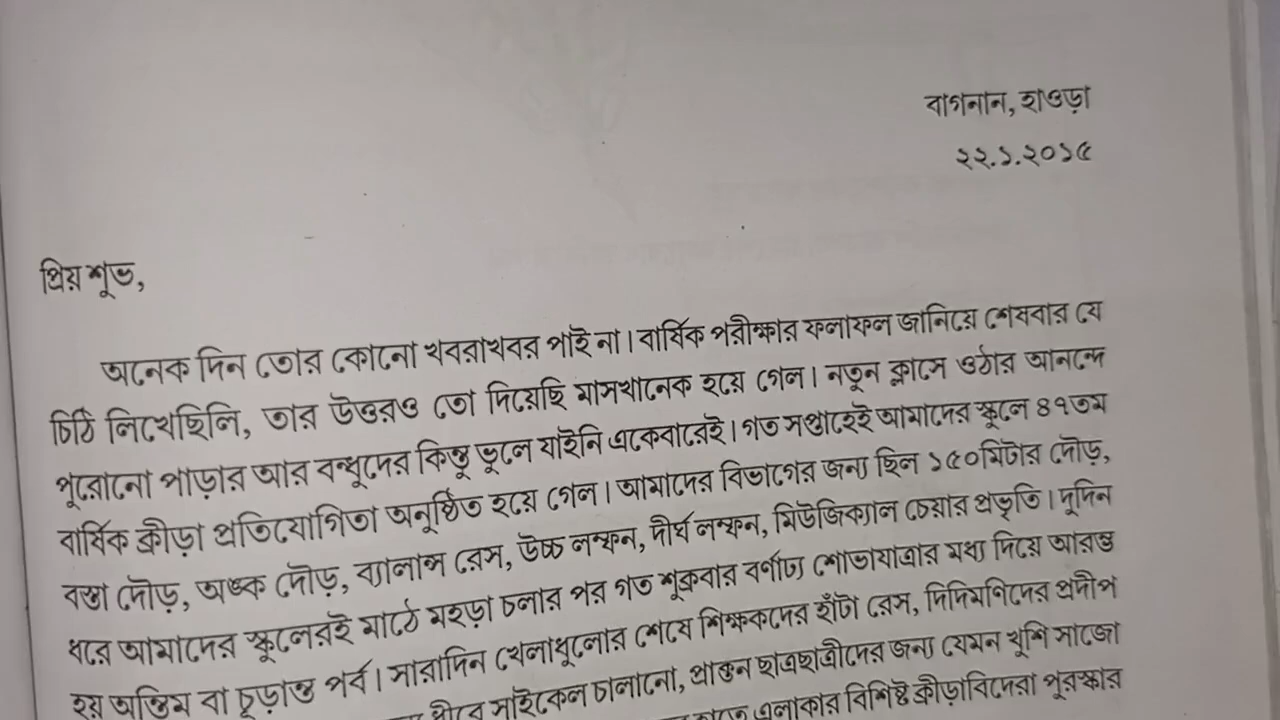 বাগনান, হাওড়া
২২.১.২০১৫
প্রিয় শুভ,
অনেক দিন তোর কোনো খবরাখবর পাই না। বার্ষিক পরীক্ষার ফলাফল জানিয়ে শেষবার যে
চিঠি লিখেছিলি, তার উত্তরও তো দিয়েছি মাসখানেক হয়ে গেল। নতুন ক্লাসে ওঠার আনন্দে
পুরোনো পাড়ার আর বন্ধুদের কিন্তু ভুলে যাইনি একেবারেই। গত সপ্তাহেই আমাদের স্কুলে ৪৭তম
বার্ষিক ক্রীড়া প্রতিযোগিতা অনুষ্ঠিত হয়ে গেল। আমাদের বিভাগের জন্য ছিল ১৫০মিটার দৌড়,
বস্তা দৌড়, অঙ্ক দৌড়, ব্যালান্স রেস, উচ্চ লম্ফন, দীর্ঘ লম্ফন, মিউজিক্যাল চেয়ার প্রভৃতি। দুদিন
ধরে আমাদের স্কুলেরই মাঠে মহড়া চলার পর গত শুক্রবার বর্ণাঢ্য শোভাযাত্রার মধ্য দিয়ে আরম্ভ
হয় অন্তিম বা চূড়ান্ত পর্ব। সারাদিন খেলাধুলোর শেষে শিক্ষকদের হাঁটা রেস, দিদিমণিদের প্রদীপ
ধীরে সাইকেল চালানো, প্রাক্তন ছাত্রছাত্রীদের জন্য যেমন খুশি সাজো
এলাকার বিশিষ্ট ক্রীড়াবিদেরা পুরস্কার